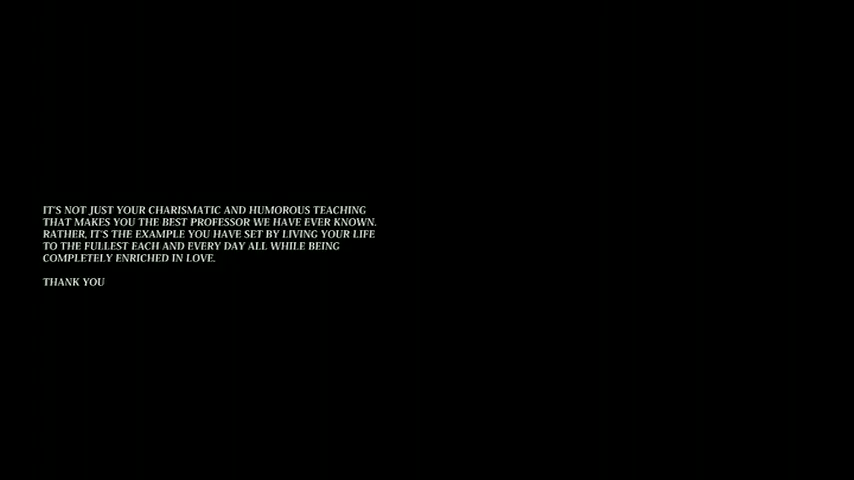 IT'S NOT JUST YOUR CHARISMATIC AND HUMOROUS TEACHING
THAT MAKES YOU THE BEST PROFESSOR WE HAVE EVER KNOWN.
RATHER, IT'S THE EXAMPLE YOU HAVE SET BY LIVING YOUR LIFE
TO THE FULLEST EACH AND EVERY DAY ALL WHILE BEING
COMPLETELY ENRICHED IN LOVE.
THANK YOU